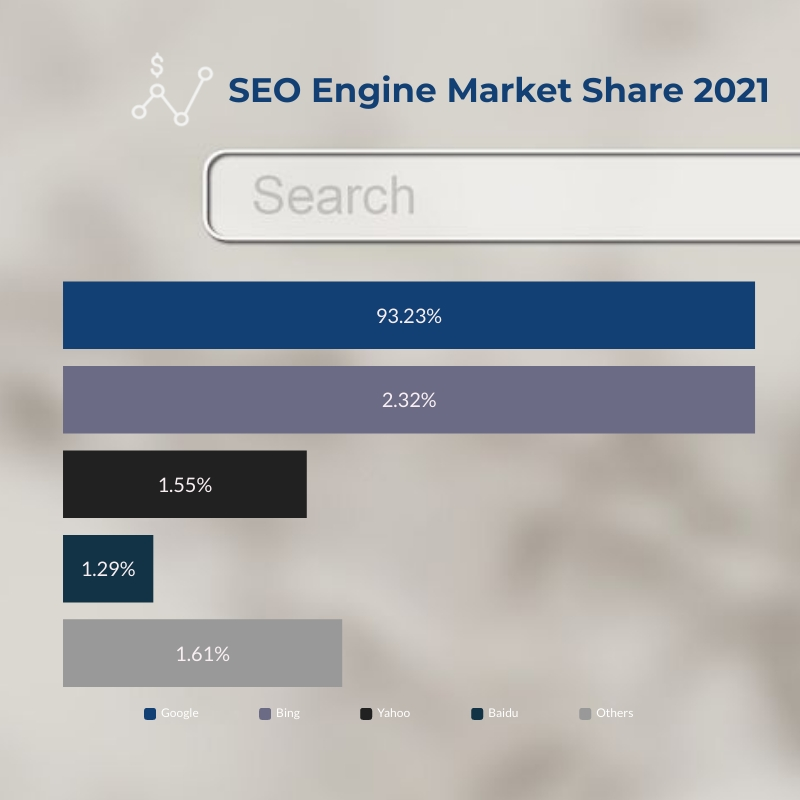 $
SEO Engine Market Share 2021
Search
93.23%
2.32%
1.55%
1.29%
1.61%
Google Bing Yahoo Baidu Others